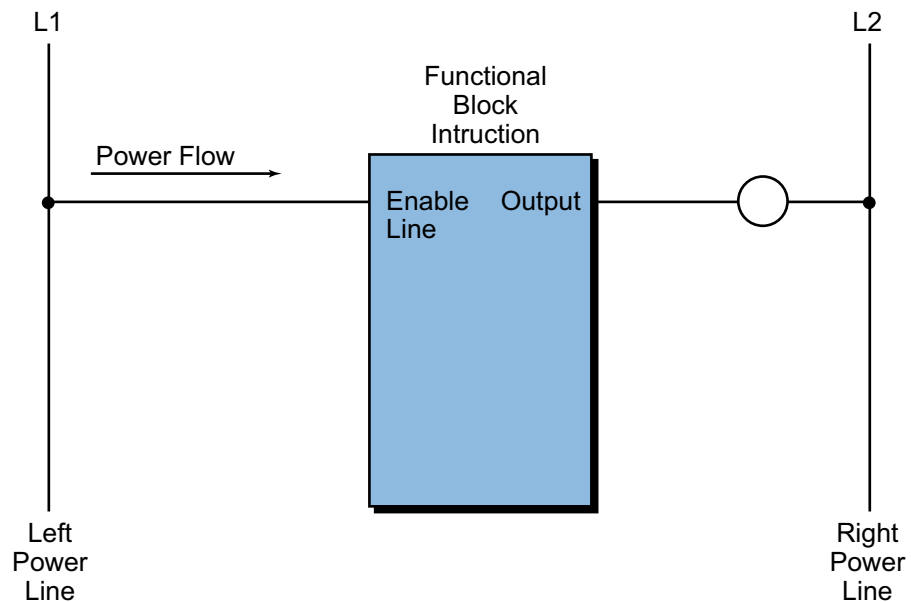 L1
L2
Functional
Block
Intruction
Power Flow
Enable Output
Line
Left
Power
Line
Right
Power
Line